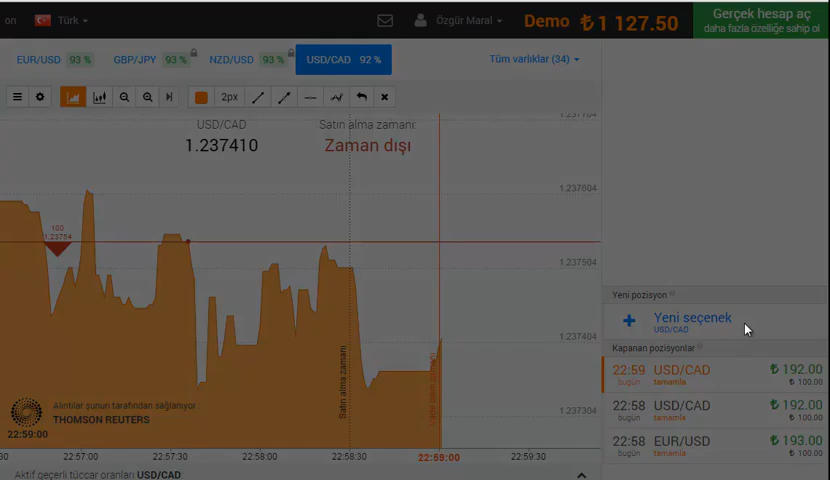 on
Türk
Özgür Maral
Demo ₺ 1 127.50
Gerçek hesap aç
daha fazla özelliğe sahip ol
EUR/USD 93 %
GBP/JPY 93 %
NZD/USD 93 %
USD/CAD 92 %
Tüm varlıklar (34)
2px
USD/CAD
1.237410
Satın alma zamanı:
Zaman dışı
1.237704
1.237604
1.237504
1.237404
1.237304
100
1.23754
Satın alma zamanı
Alıntılar şunun tarafından sağlanıyor:
THOMSON REUTERS
22:59:00
30
22:57:00
22:57:30
22:58:00
22:58:30
22:59:00
22:59:30
Aktif geçerli tüccar oranları USD/CAD:
Yeni pozisyon
Yeni seçenek
USD/CAD
Kapanan pozisyonlar
22:59 USD/CAD ₺ 192.00
bugün tamamla ₺ 100.00
22:58 USD/CAD ₺ 192.00
bugün tamamla ₺ 100.00
22:58 EUR/USD ₺ 193.00
bugün tamamla ₺ 100.00